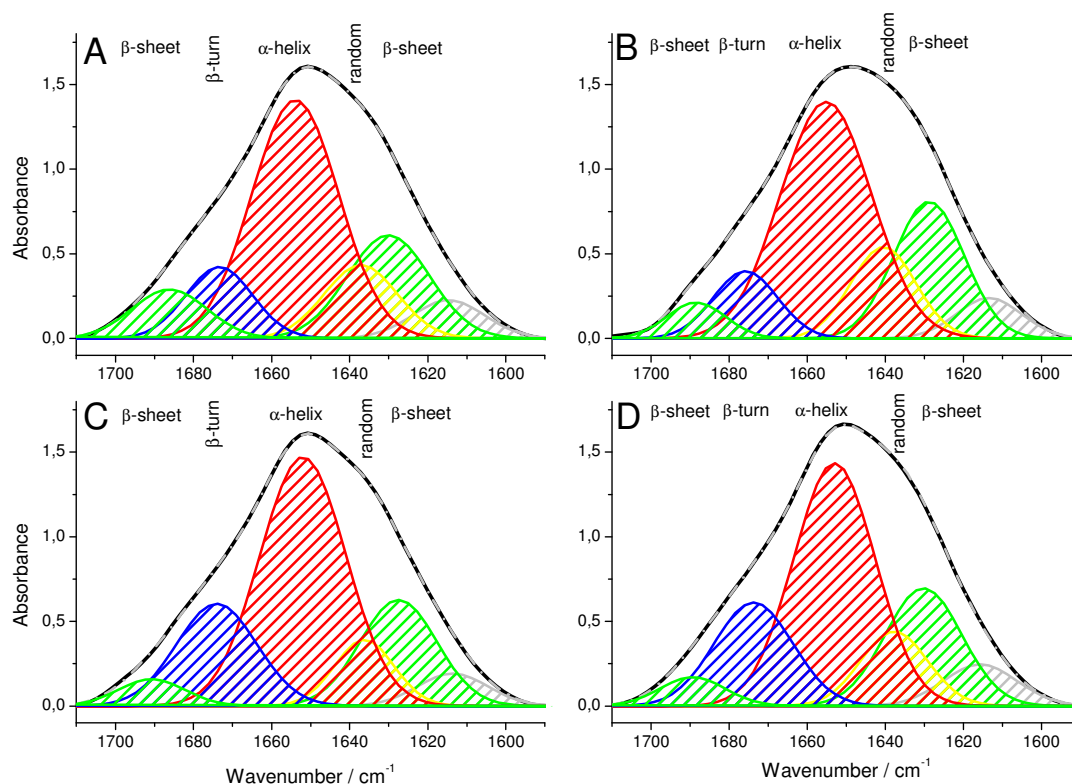 A
β-sheet
β-turn
α-helix
random
β-sheet
1,5
1,0
0,5
0,0
Absorbance
1700 1680 1660 1640 1620 1600
B
β-sheet β-turn α-helix
random
β-sheet
1,5
1,0
0,5
0,0
Absorbance
1700 1680 1660 1640 1620 1600
C
β-sheet
β-turn
α-helix
random
β-sheet
1,5
1,0
0,5
0,0
Absorbance
1700 1680 1660 1640 1620 1600
Wavenumber / cm⁻¹
D
β-sheet β-turn α-helix
random
β-sheet
1,5
1,0
0,5
0,0
Absorbance
1700 1680 1660 1640 1620 1600
Wavenumber / cm⁻¹